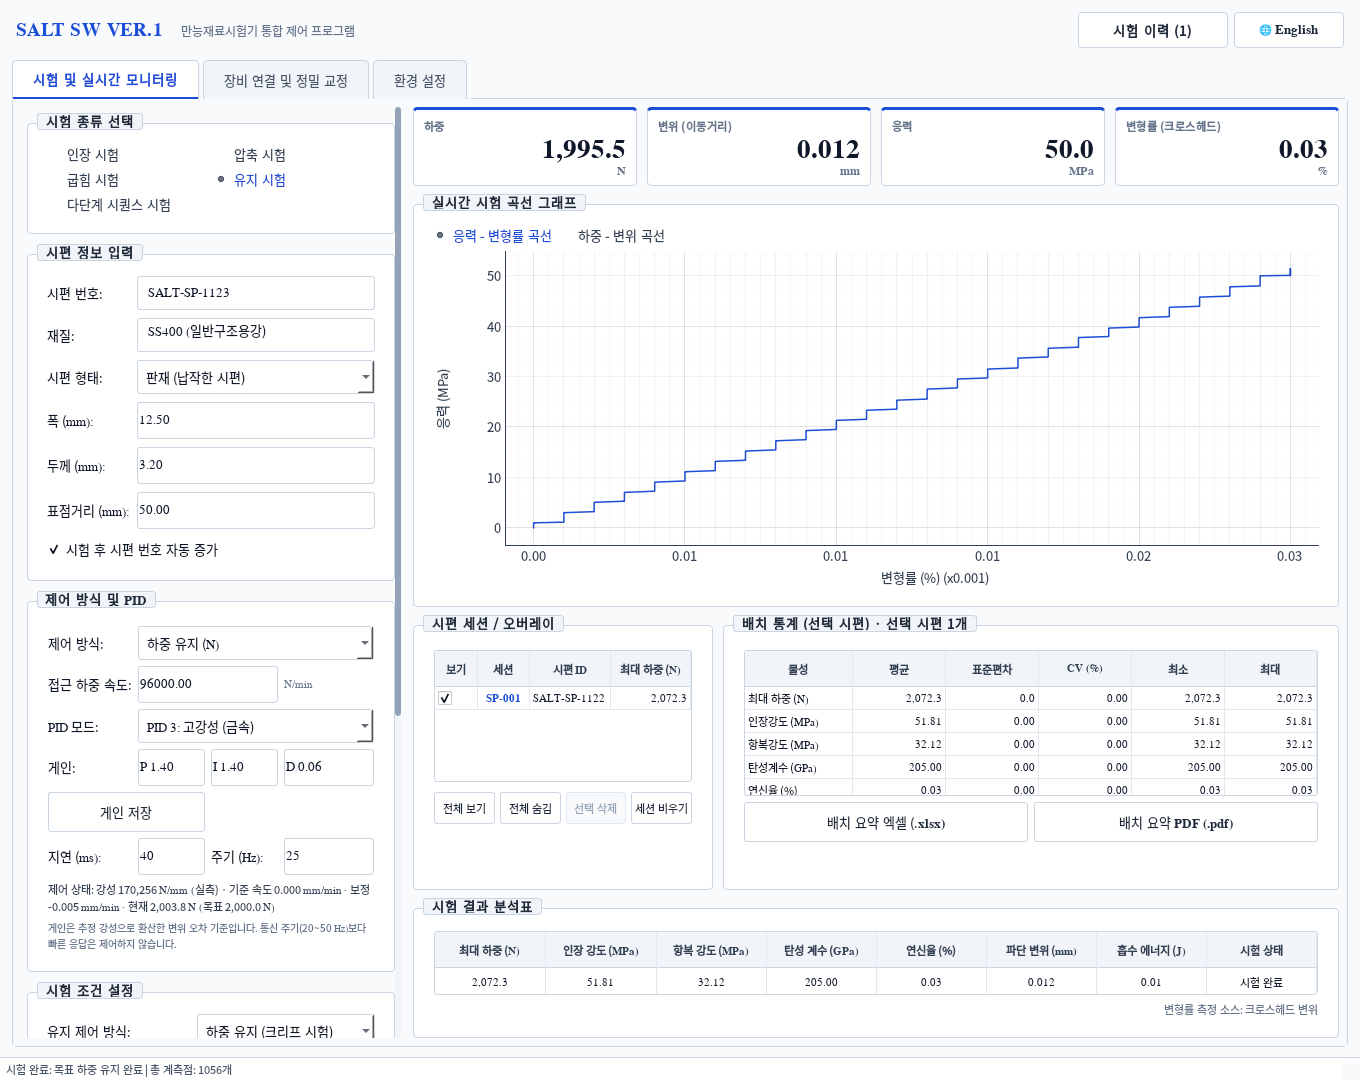 SALT SW VER.1 만능재료시험기 통합 제어 프로그램 시험 이력 (1) 🌐 English
시험 및 실시간 모니터링 장비 연결 및 정밀 교정 환경 설정
시험 종류 선택
인장 시험 압축 시험
굽힘 시험 유지 시험
다단계 시퀀스 시험
시편 정보 입력
시편 번호: SALT-SP-1123
재질: SS400 (일반구조용강)
시편 형태: 판재 (납작한 시편)
폭 (mm): 12.50
두께 (mm): 3.20
표점거리 (mm): 50.00
✓ 시험 후 시편 번호 자동 증가
제어 방식 및 PID
제어 방식: 하중 유지 (N)
접근 하중 속도: 96000.00 N/min
PID 모드: PID 3: 고강성 (금속)
게인: P 1.40 I 1.40 D 0.06
게인 저장
지연 (ms): 40 주기 (Hz): 25
제어 상태: 강성 170,256 N/mm (실측) · 기준 속도 0.000 mm/min · 보정
-0.005 mm/min · 현재 2,003.8 N (목표 2,000.0 N)
게인은 추정 강성으로 환산한 변위 오차 기준입니다. 통신 주기(20~50 Hz)보다
빠른 응답은 제어하지 않습니다.
시험 조건 설정
유지 제어 방식: 하중 유지 (크리프 시험)
하중 1,995.5 N
변위 (이동거리) 0.012 mm
응력 50.0 MPa
변형률 (크로스헤드) 0.03 %
실시간 시험 곡선 그래프
응력 - 변형률 곡선 하중 - 변위 곡선
응력 (MPa)
50
40
30
20
10
0
0.00 0.01 0.01 0.01 0.02 0.03
변형률 (%) (x0.001)
시편 세션 / 오버레이
보기 세션 시편 ID 최대 하중 (N)
✓ SP-001 SALT-SP-1122 2,072.3
전체 보기 전체 숨김 선택 삭제 세션 비우기
배치 통계 (선택 시편) · 선택 시편 1개
물성 평균 표준편차 CV (%) 최소 최대
최대 하중 (N) 2,072.3 0.0 0.00 2,072.3 2,072.3
인장강도 (MPa) 51.81 0.00 0.00 51.81 51.81
항복강도 (MPa) 32.12 0.00 0.00 32.12 32.12
탄성계수 (GPa) 205.00 0.00 0.00 205.00 205.00
연신율 (%) 0.03 0.00 0.00 0.03 0.03
배치 요약 엑셀 (.xlsx) 배치 요약 PDF (.pdf)
시험 결과 분석표
최대 하중 (N) 인장 강도 (MPa) 항복 강도 (MPa) 탄성 계수 (GPa) 연신율 (%) 파단 변위 (mm) 흡수 에너지 (J) 시험 상태
2,072.3 51.81 32.12 205.00 0.03 0.012 0.01 시험 완료
변형률 측정 소스: 크로스헤드 변위
시험 완료: 목표 하중 유지 완료 | 총 계측점: 1056개